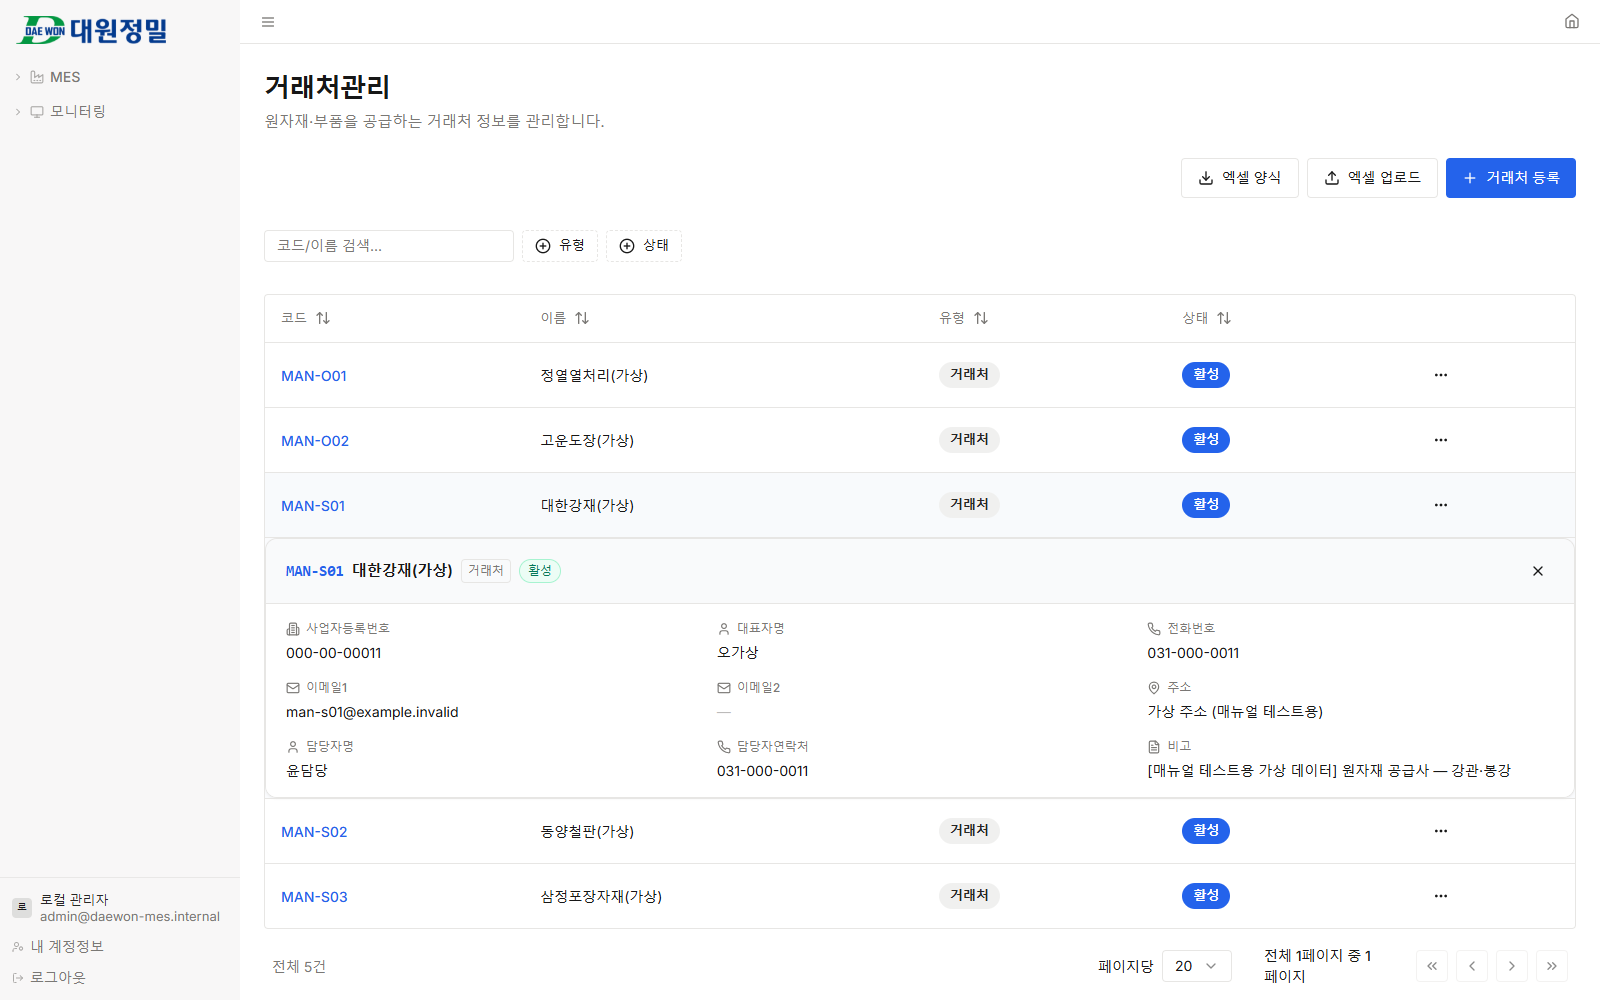 DAE WON 대원정밀
MES
모니터링
거래처관리
원자재·부품을 공급하는 거래처 정보를 관리합니다.
엑셀 양식
엑셀 업로드
거래처 등록
코드/이름 검색...
유형
상태
코드 이름 유형 상태
MAN-O01 정열열처리(가상) 거래처 활성
MAN-O02 고운도장(가상) 거래처 활성
MAN-S01 대한강재(가상) 거래처 활성
MAN-S01 대한강재(가상) 거래처 활성
사업자등록번호 대표자명 전화번호
000-00-00011 오가상 031-000-0011
이메일1 이메일2 주소
man-s01@example.invalid — 가상 주소 (매뉴얼 테스트용)
담당자명 담당자연락처 비고
윤담당 031-000-0011 [매뉴얼 테스트용 가상 데이터] 원자재 공급사 — 강관·봉강
MAN-S02 동양철판(가상) 거래처 활성
MAN-S03 삼정포장자재(가상) 거래처 활성
전체 5건
페이지당 20
전체 1페이지 중 1
페이지
로
로컬 관리자
admin@daewon-mes.internal
내 계정정보
로그아웃